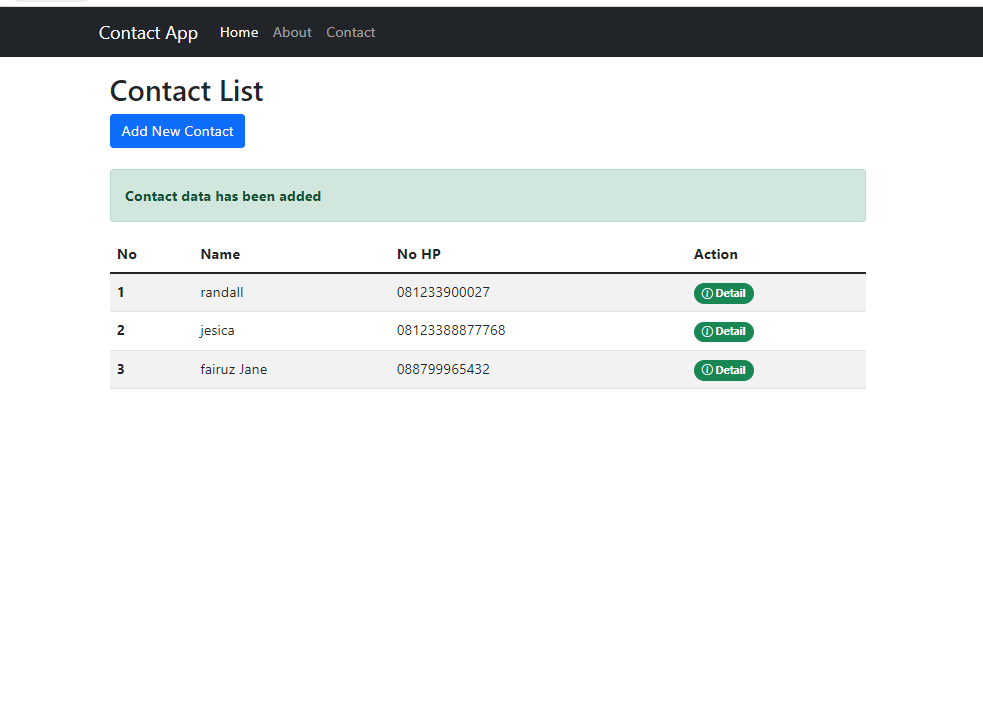 Contact App Home About Contact
Contact List
Add New Contact
Contact data has been added
No Name No HP Action
1 randall 081233900027 Detail
2 jesica 08123388877768 Detail
3 fairuz Jane 088799965432 Detail